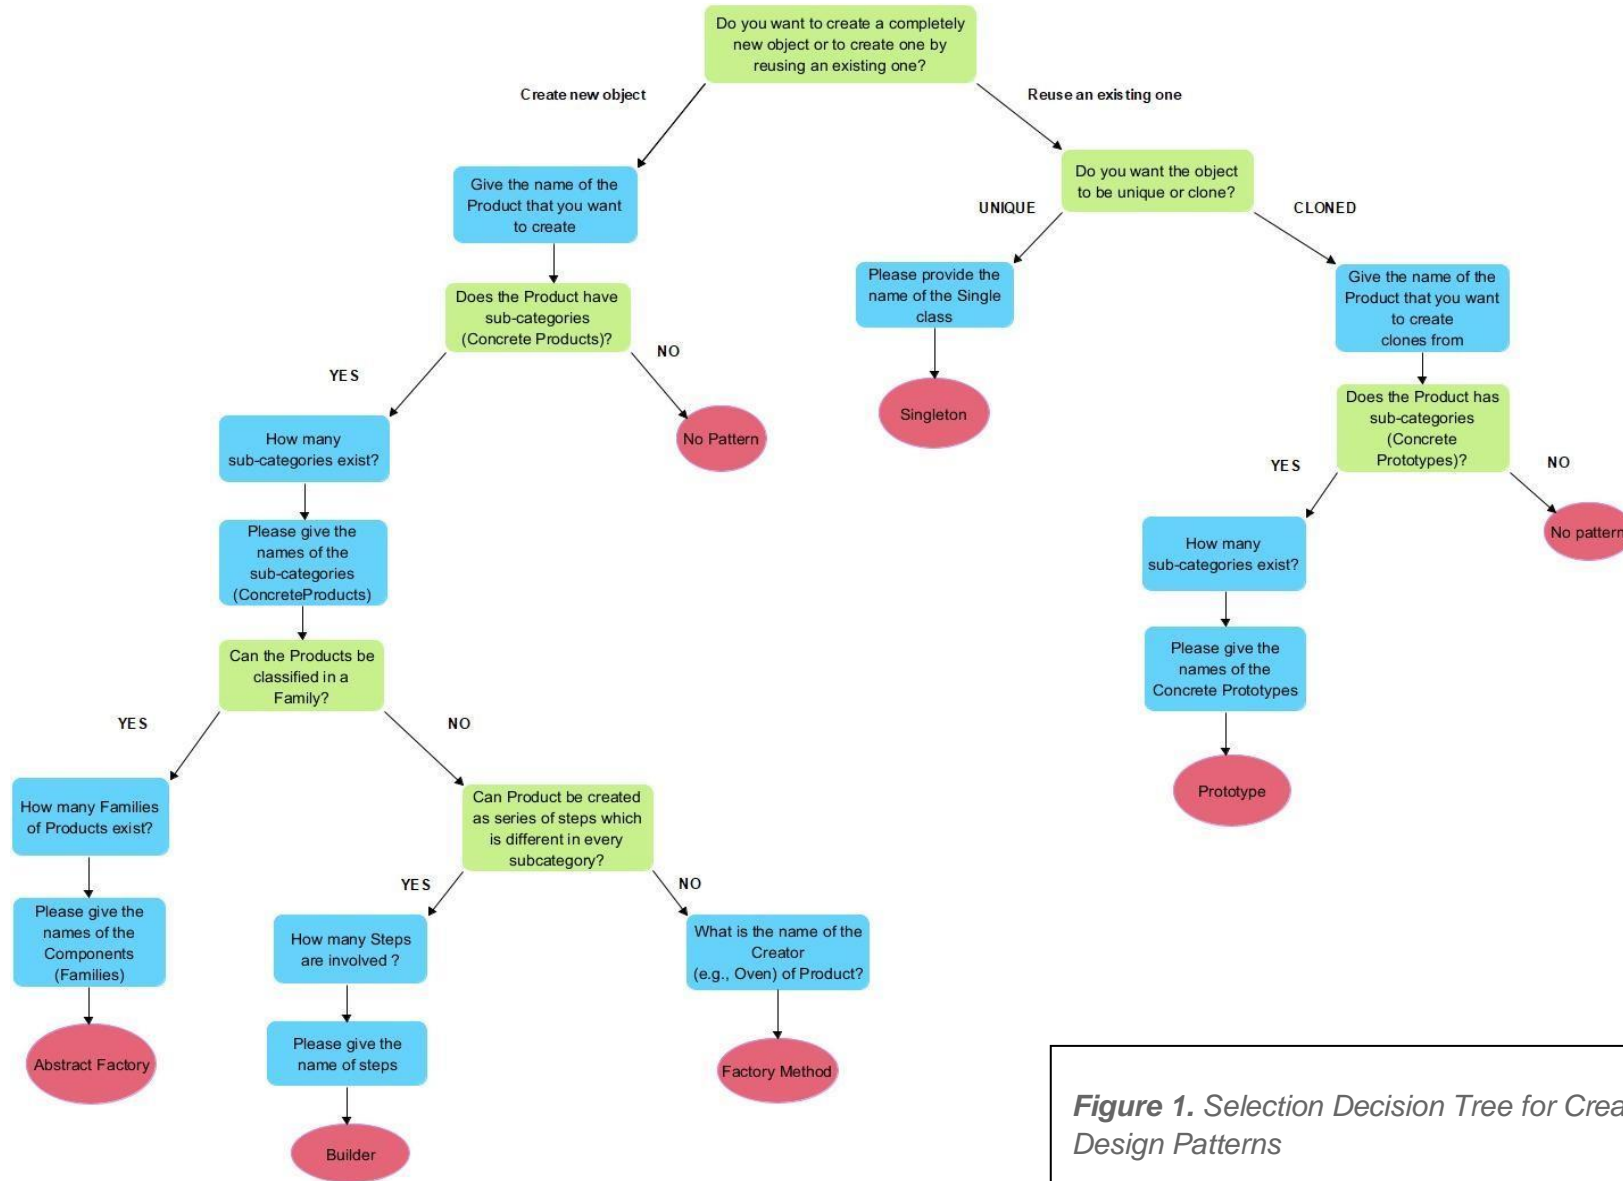 Do you want to create a completely
new object or to create one by
reusing an existing one?
Create new object
Reuse an existing one
Give the name of the
Product that you want
to create
Do you want the object
to be unique or clone?
UNIQUE
CLONED
Does the Product have
sub-categories
(Concrete Products)?
Please provide the
name of the Single
class
Give the name of the
Product that you want
to create
clones from
YES
NO
No Pattern
Singleton
Does the Product has
sub-categories
(Concrete
Prototypes)?
YES
NO
How many
sub-categories exist?
No pattern
How many
sub-categories exist?
Please give the
names of the
sub-categories
(ConcreteProducts)
Please give the
names of the
Concrete Prototypes
Can the Products be
classified in a
Family?
YES
NO
Prototype
How many Families
of Products exist?
Can Product be created
as series of steps which
is different in every
subcategory?
YES
NO
Please give the
names of the
Components
(Families)
How many Steps
are involved ?
What is the name of the
Creator
(e.g., Oven) of Product?
Abstract Factory
Please give the
name of steps
Factory Method
Builder
Figure 1. Selection Decision Tree for Crea
Design Patterns